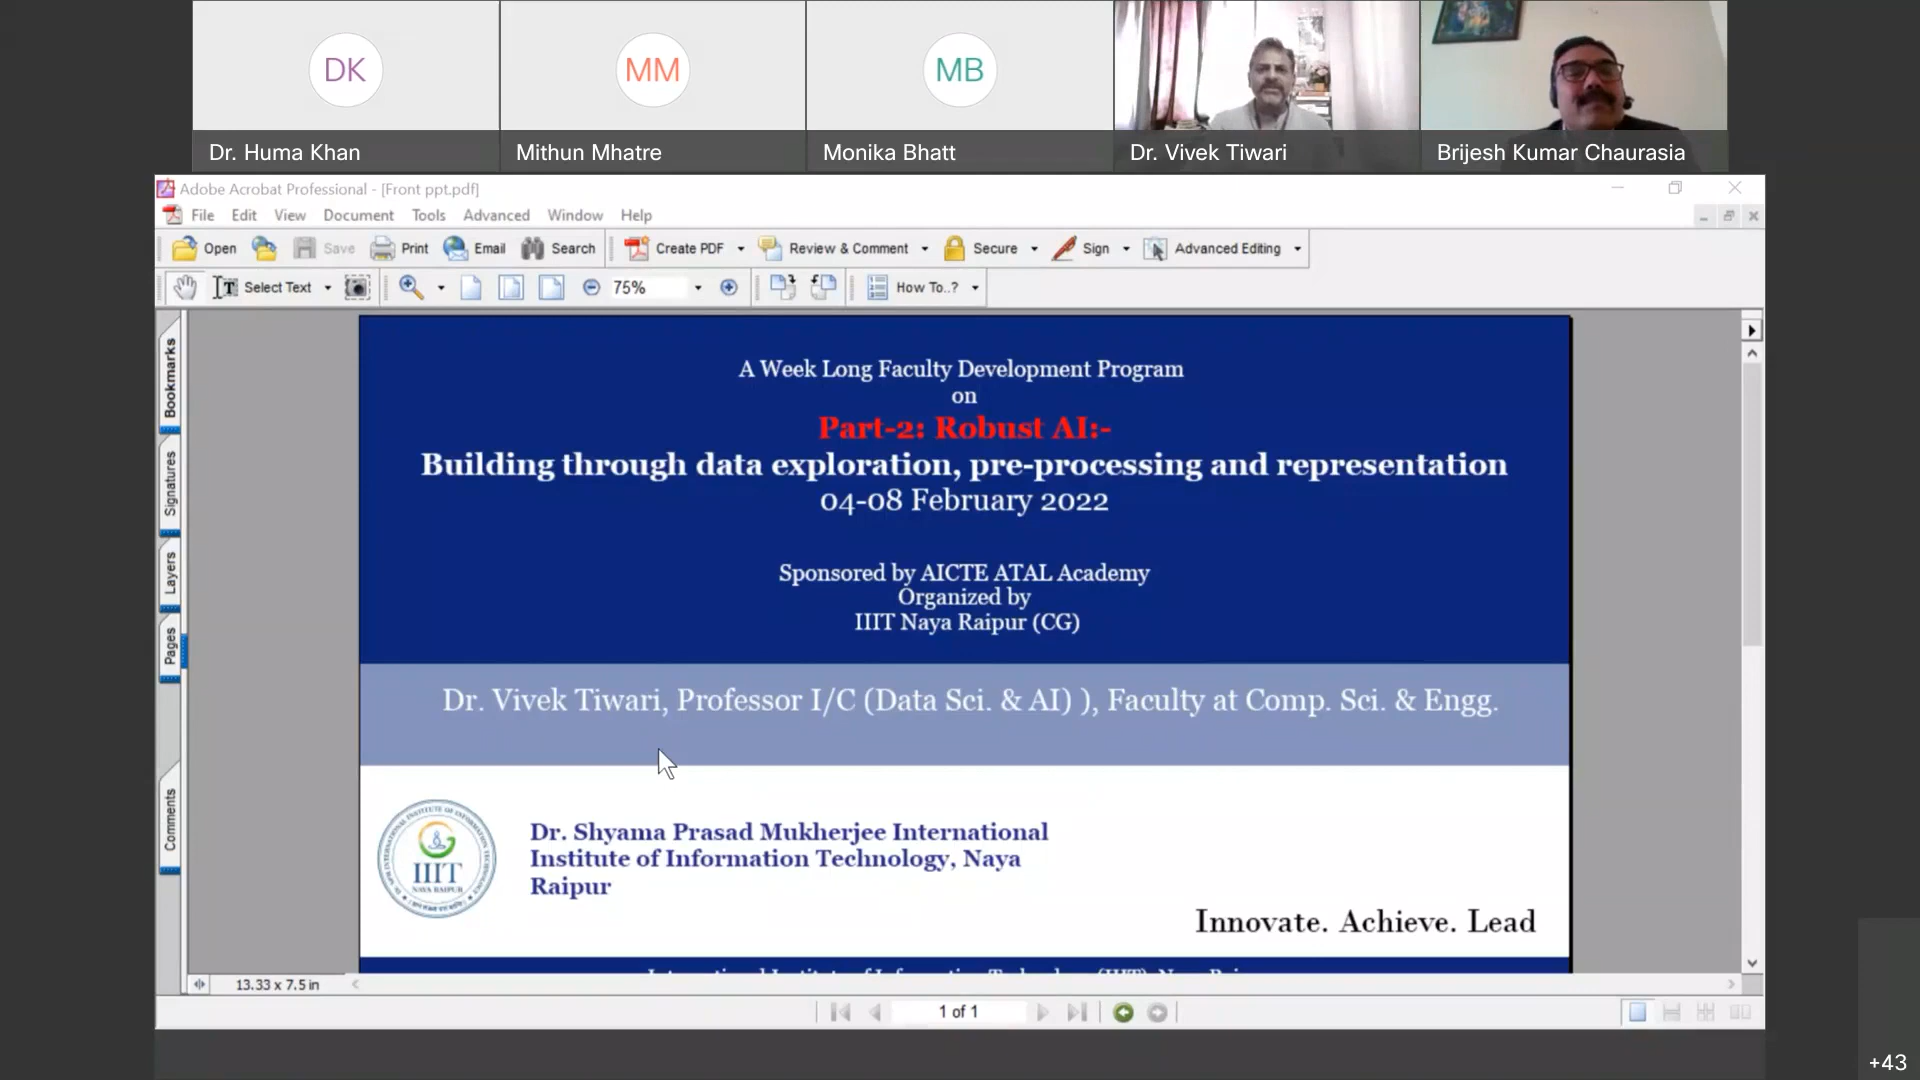 DK
MM
MB
Dr. Huma Khan
Mithun Mhatre
Monika Bhatt
Dr. Vivek Tiwari
Brijesh Kumar Chaurasia
Adobe Acrobat Professional - [Front ppt.pdf]
File Edit View Document Tools Advanced Window Help
Open Save Print Email Search Create PDF Review & Comment Secure Sign Advanced Editing
Select Text 75% How To..?
Bookmarks
Signatures
Layers
Pages
Comments
A Week Long Faculty Development Program
on
Part-2: Robust AI:-
Building through data exploration, pre-processing and representation
04-08 February 2022
Sponsored by AICTE ATAL Academy
Organized by
IIIT Naya Raipur (CG)
Dr. Vivek Tiwari, Professor I/C (Data Sci. & AI) ), Faculty at Comp. Sci. & Engg.
IIIT
NAYA RAIPUR
Dr. Shyama Prasad Mukherjee International
Institute of Information Technology, Naya
Raipur
Innovate. Achieve. Lead
13.33 x 7.5 in
1 of 1
+43